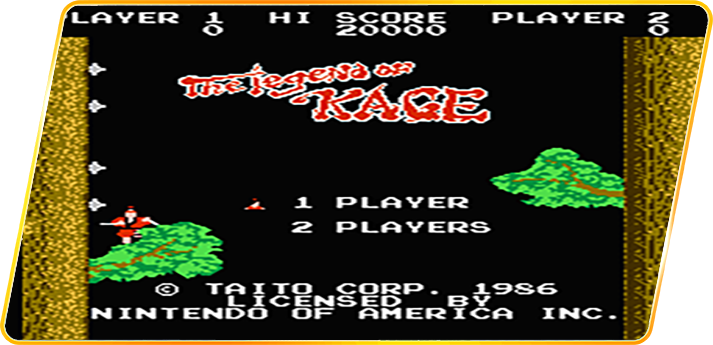 PLAYER 1 HI SCORE PLAYER 2
0 20000 0
The Legend of
KAGE
1 PLAYER
2 PLAYERS
© TAITO CORP. 1986
LICENSED BY
NINTENDO OF AMERICA INC.